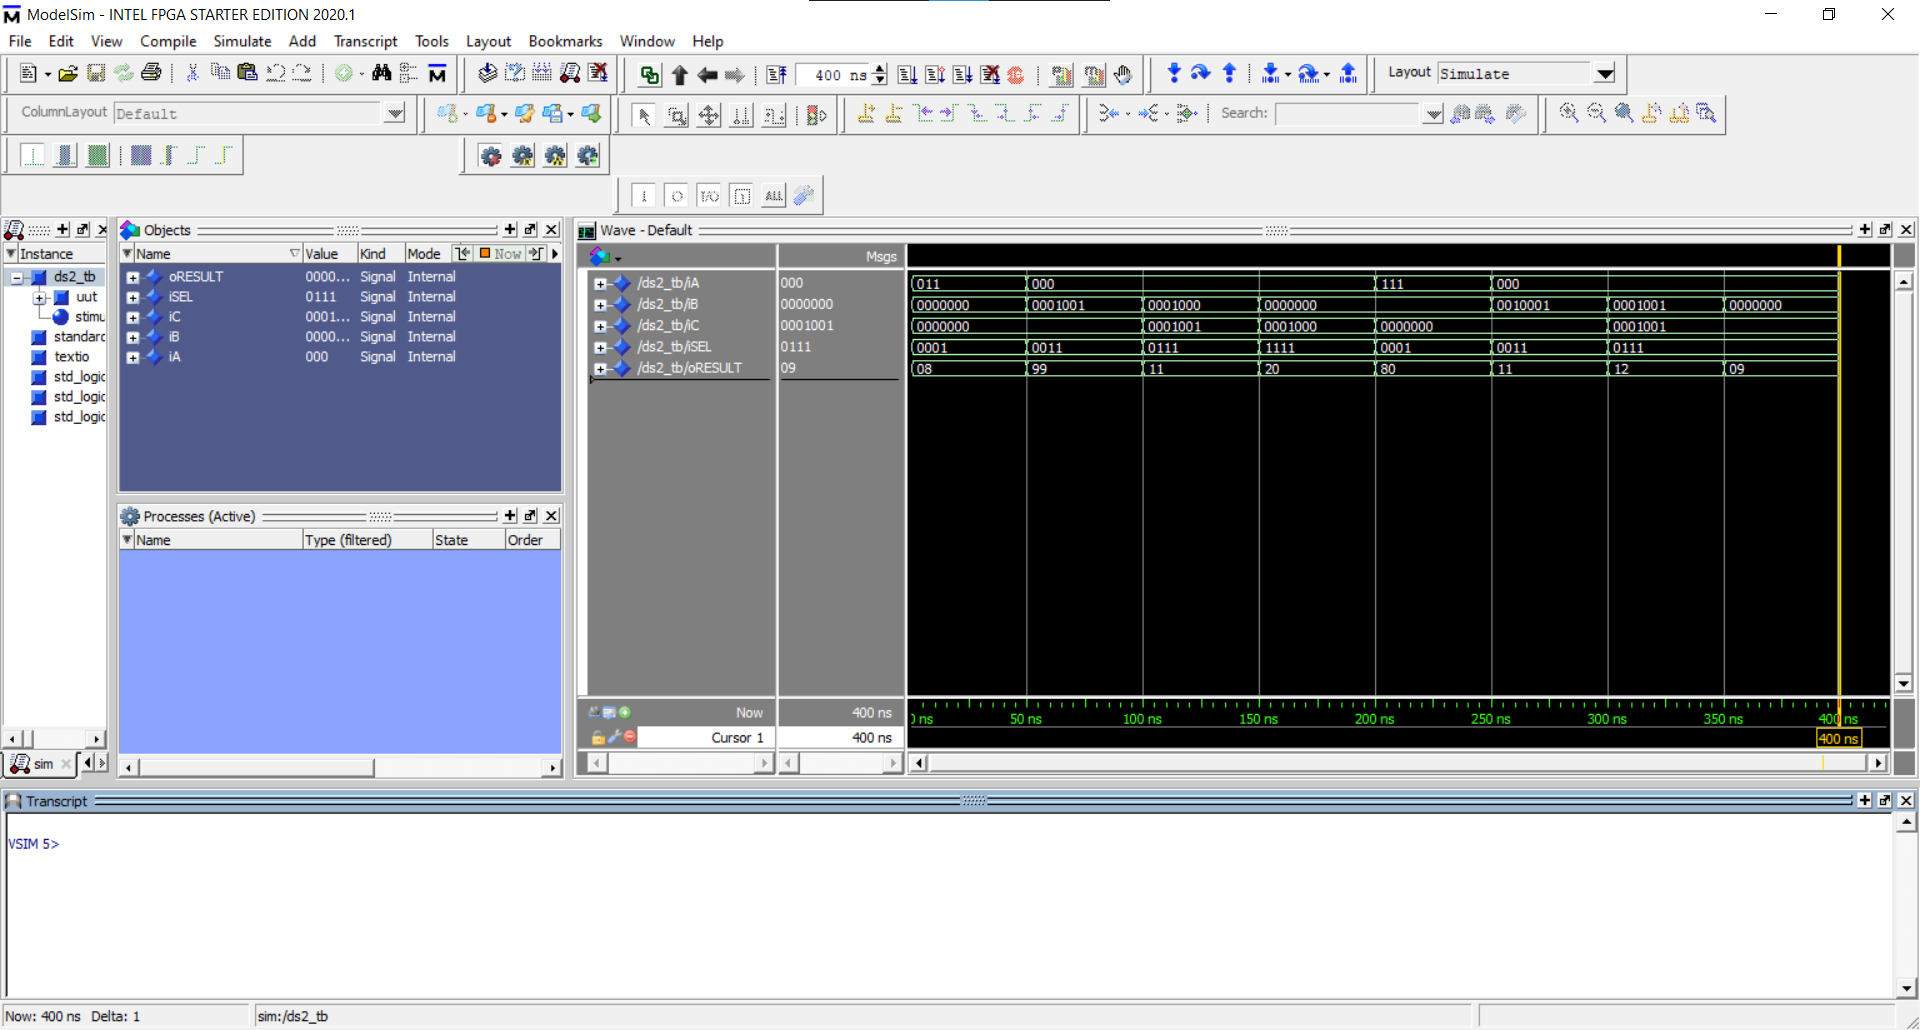 ModelSim - INTEL FPGA STARTER EDITION 2020.1
File Edit View Compile Simulate Add Transcript Tools Layout Bookmarks Window Help
400 ns
Layout Simulate
ColumnLayout Default
Search:
ALL
Instance
ds2_tb
uut
stimu
standard
textio
std_logic
std_logic
std_logic
sim
Objects
Name Value Kind Mode Now
oRESULT 0000... Signal Internal
iSEL 0111 Signal Internal
iC 0001... Signal Internal
iB 0000... Signal Internal
iA 000 Signal Internal
Processes (Active)
Name Type (filtered) State Order
Wave - Default
Msgs
/ds2_tb/iA 000 011 000 111 000
/ds2_tb/iB 0000000 0000000 0001001 0001000 0000000 0010001 0001001 0000000
/ds2_tb/iC 0001001 0000000 0001001 0001000 0000000 0001001
/ds2_tb/iSEL 0111 0001 0011 0111 1111 0001 0011 0111
/ds2_tb/oRESULT 09 08 99 11 20 80 11 12 09
Now 400 ns ns 50 ns 100 ns 150 ns 200 ns 250 ns 300 ns 350 ns 400 ns
Cursor 1 400 ns 400 ns
Transcript
VSIM 5>
Now: 400 ns Delta: 1 sim:/ds2_tb